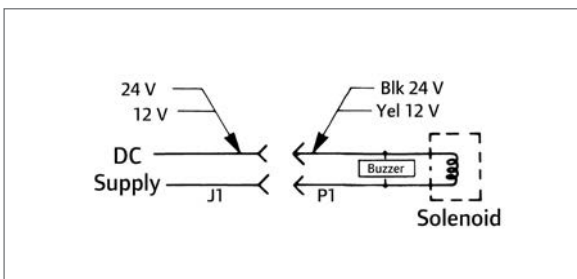 24 V
12 V
Blk 24 V
Yel 12 V
DC
Supply
J1
P1
Buzzer
Solenoid